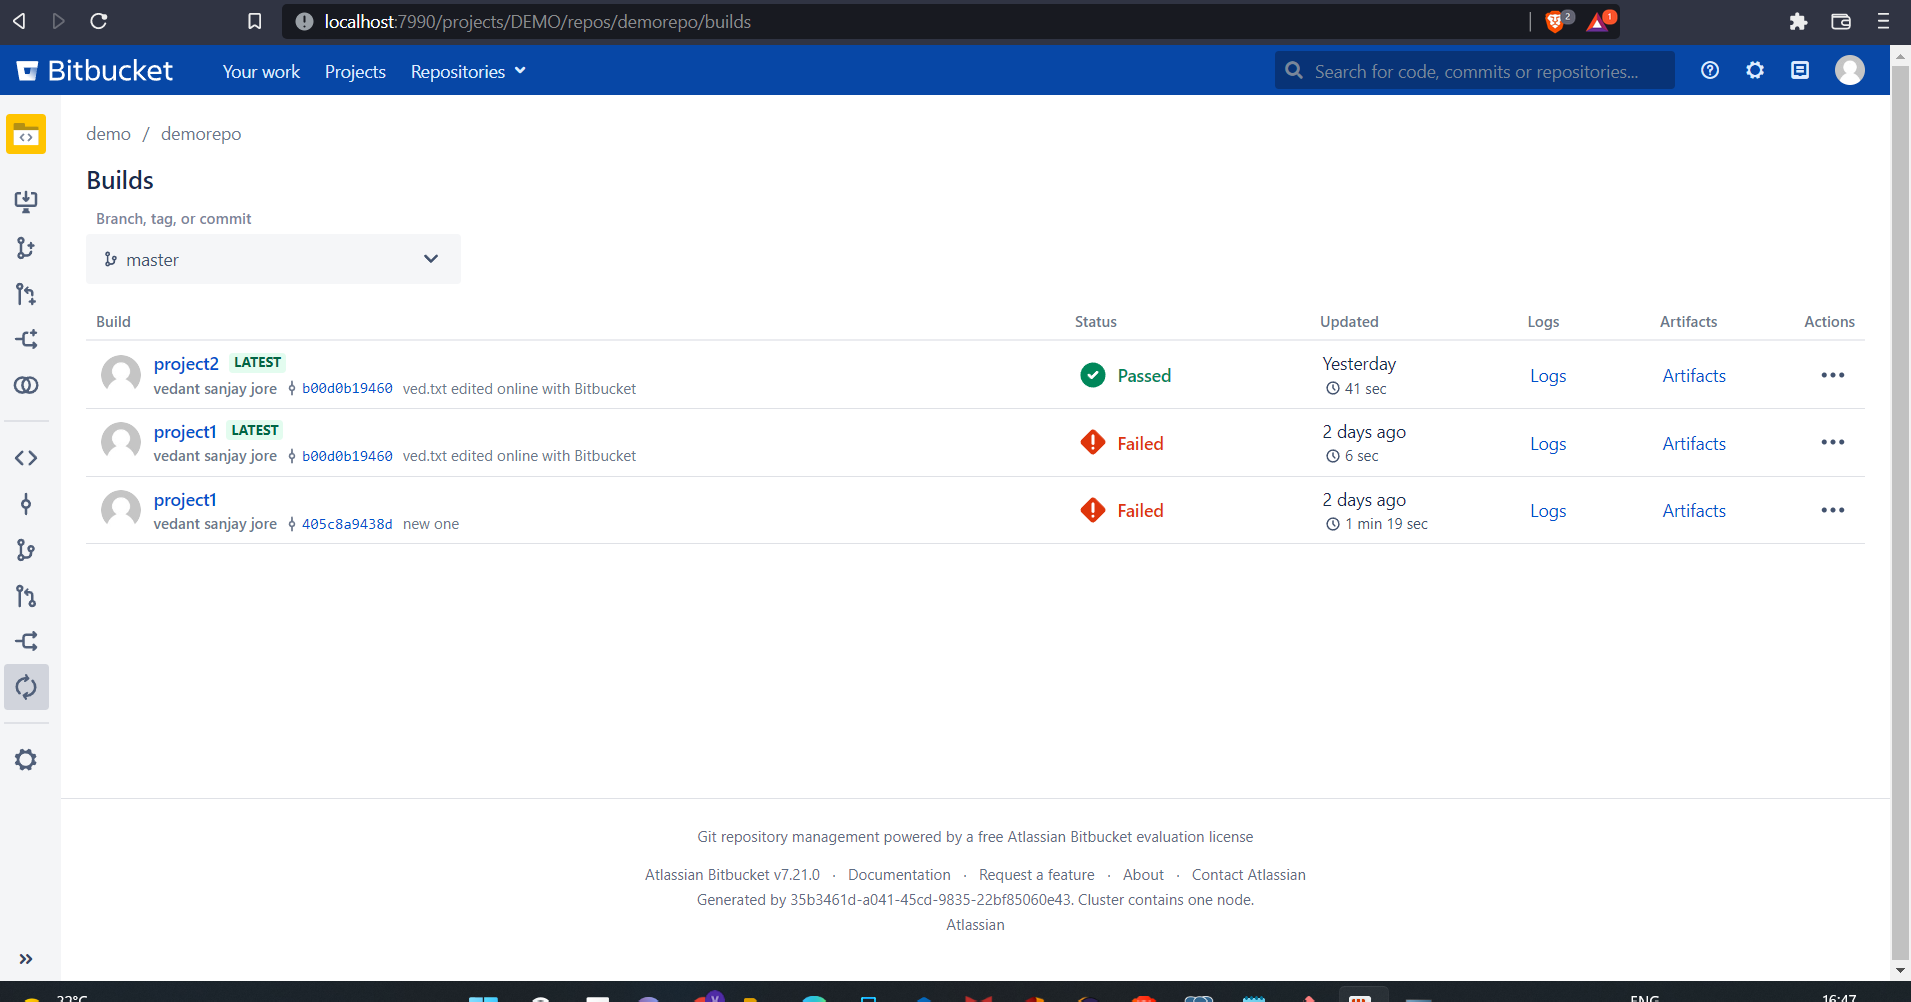 localhost:7990/projects/DEMO/repos/demorepo/builds
2
1
Bitbucket
Your work
Projects
Repositories
Search for code, commits or repositories...
demo / demorepo
Builds
Branch, tag, or commit
master
Build Status Updated Logs Artifacts Actions
project2 LATEST
vedant sanjay jore b00d0b19460 ved.txt edited online with Bitbucket
Passed
Yesterday
41 sec
Logs
Artifacts
project1 LATEST
vedant sanjay jore b00d0b19460 ved.txt edited online with Bitbucket
Failed
2 days ago
6 sec
Logs
Artifacts
project1
vedant sanjay jore 405c8a9438d new one
Failed
2 days ago
1 min 19 sec
Logs
Artifacts
Git repository management powered by a free Atlassian Bitbucket evaluation license
Atlassian Bitbucket v7.21.0 · Documentation · Request a feature · About · Contact Atlassian
Generated by 35b3461d-a041-45cd-9835-22bf85060e43. Cluster contains one node.
Atlassian
ENG
16:47